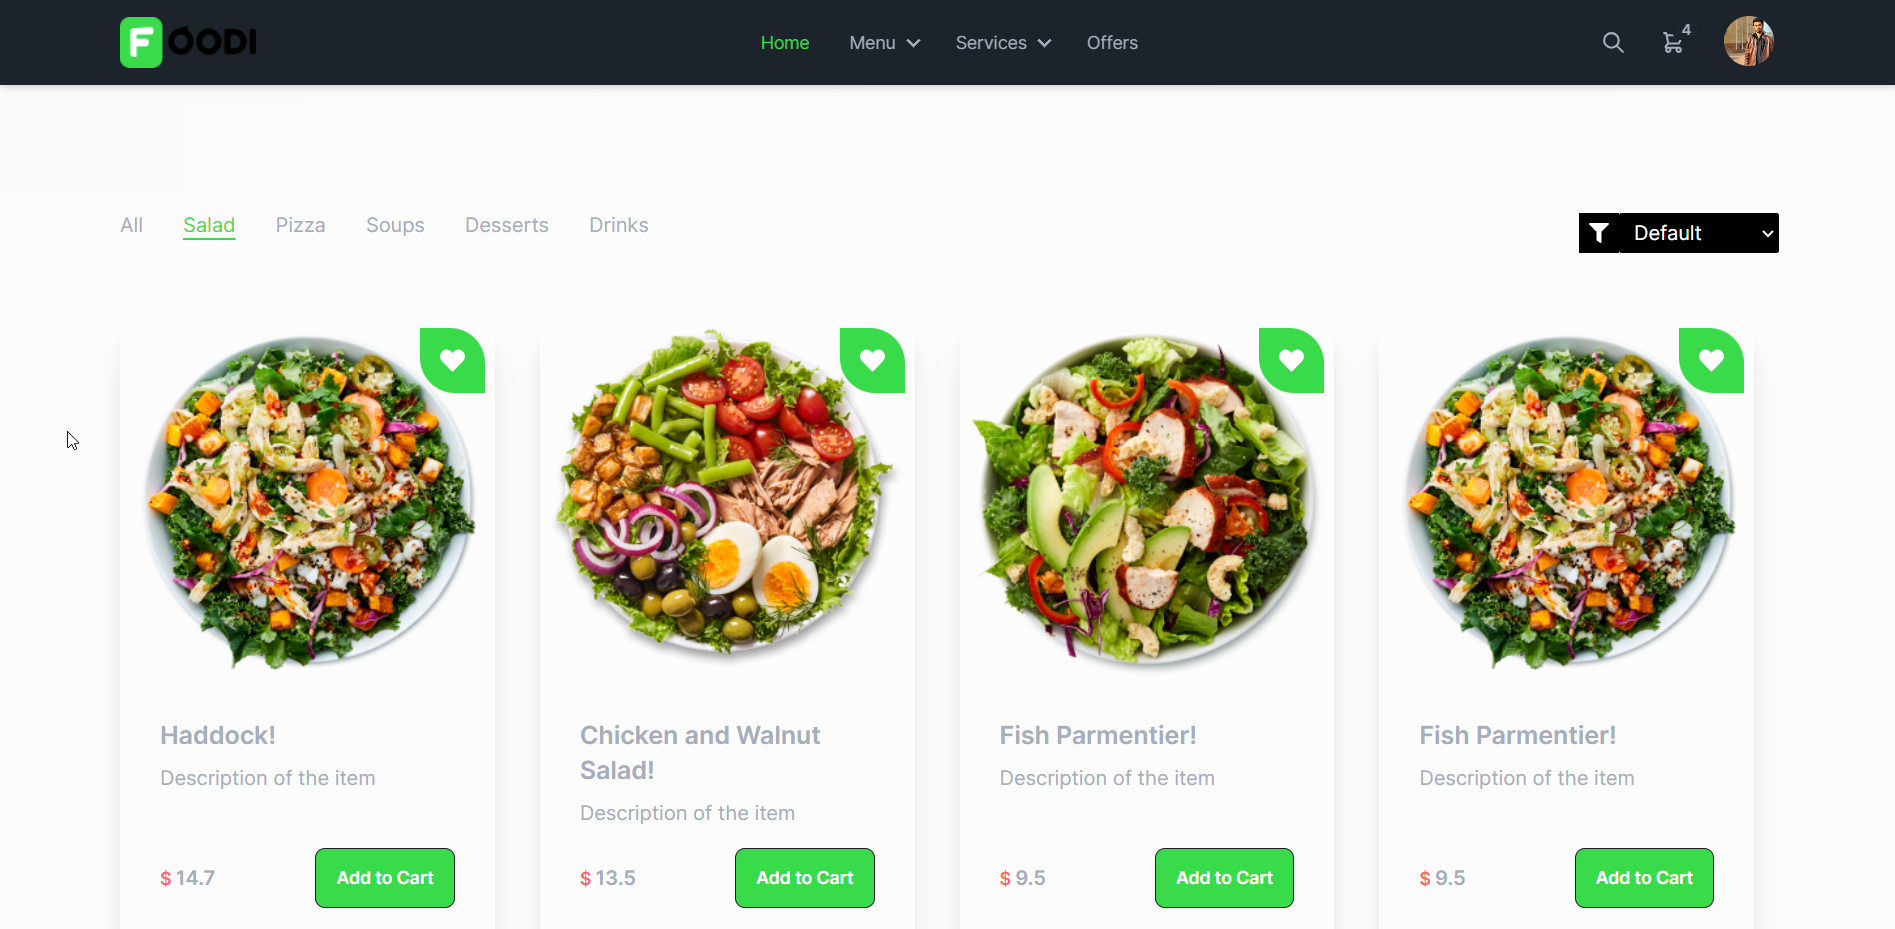 FOODI
Home Menu Services Offers
4
All Salad Pizza Soups Desserts Drinks
Default
Haddock!
Description of the item
$ 14.7
Add to Cart
Chicken and Walnut
Salad!
Description of the item
$ 13.5
Add to Cart
Fish Parmentier!
Description of the item
$ 9.5
Add to Cart
Fish Parmentier!
Description of the item
$ 9.5
Add to Cart